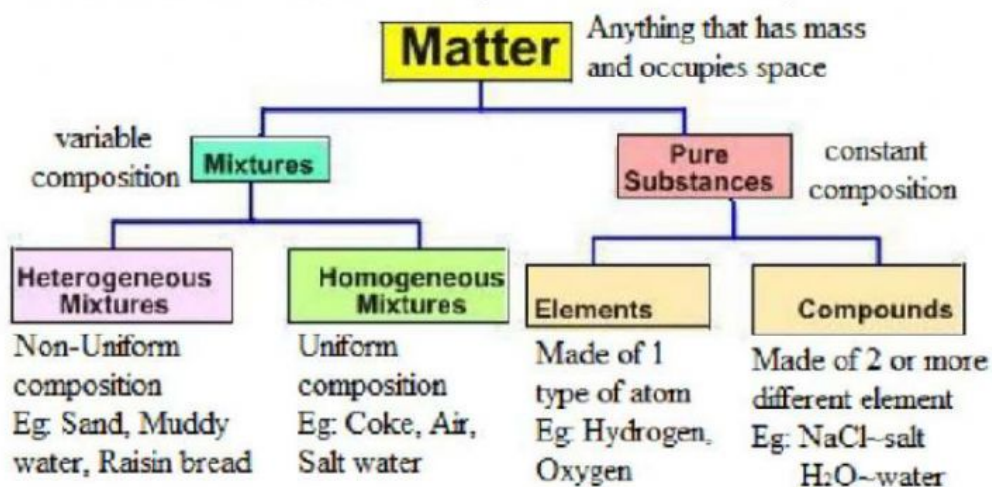 Matter
Anything that has mass
and occupies space
variable
composition
Mixtures
Pure
Substances
constant
composition
Heterogeneous
Mixtures
Homogeneous
Mixtures
Elements
Compounds
Non-Uniform
composition
Eg: Sand, Muddy
water, Raisin bread
Uniform
composition
Eg: Coke, Air,
Salt water
Made of 1
type of atom
Eg: Hydrogen,
Oxygen
Made of 2 or more
different element
Eg: NaCl~salt
H₂O~water